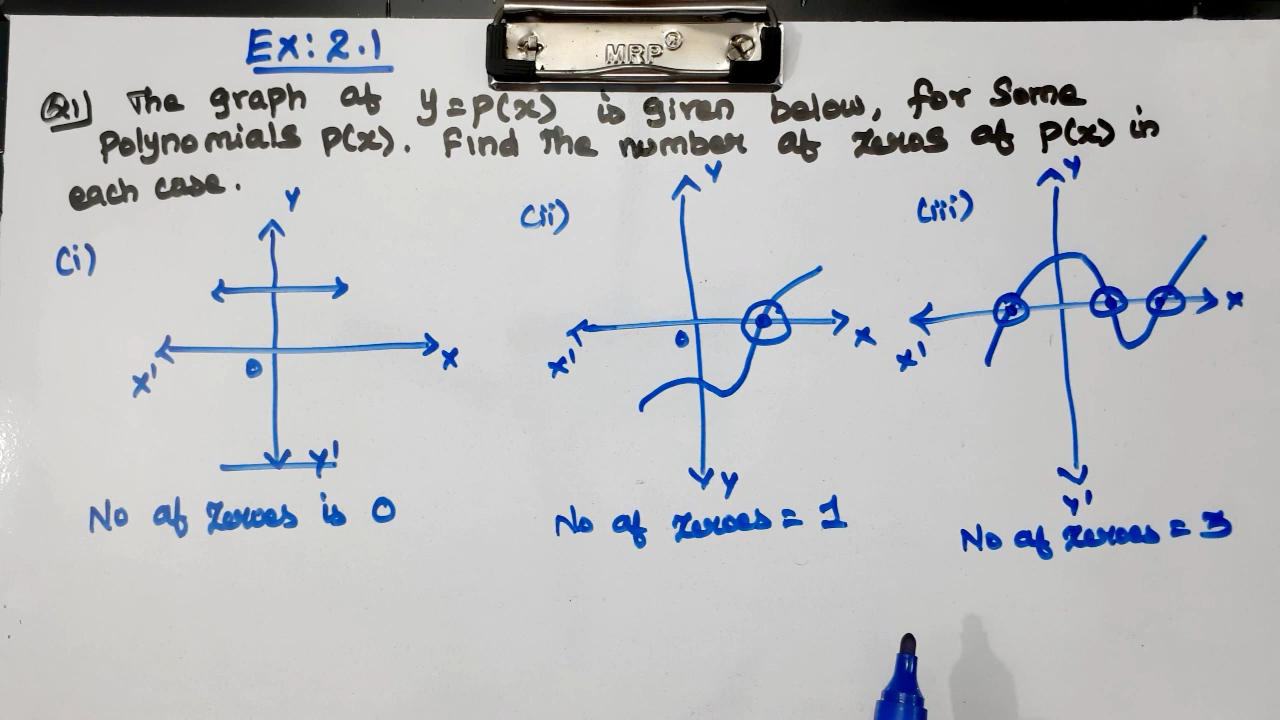 MRP®
Ex: 2.1
Q1) The graph of y=p(x) is given below, for Some
Polynomials p(x). Find The number of zeros of p(x) in
each case.
(i)
Y
X'
O
X
Y'
No of zeroes is 0
(ii)
Y
X'
O
X
Y
No of zeroes = 1
(iii)
Y
X'
X
Y'
No of zeroes = 3